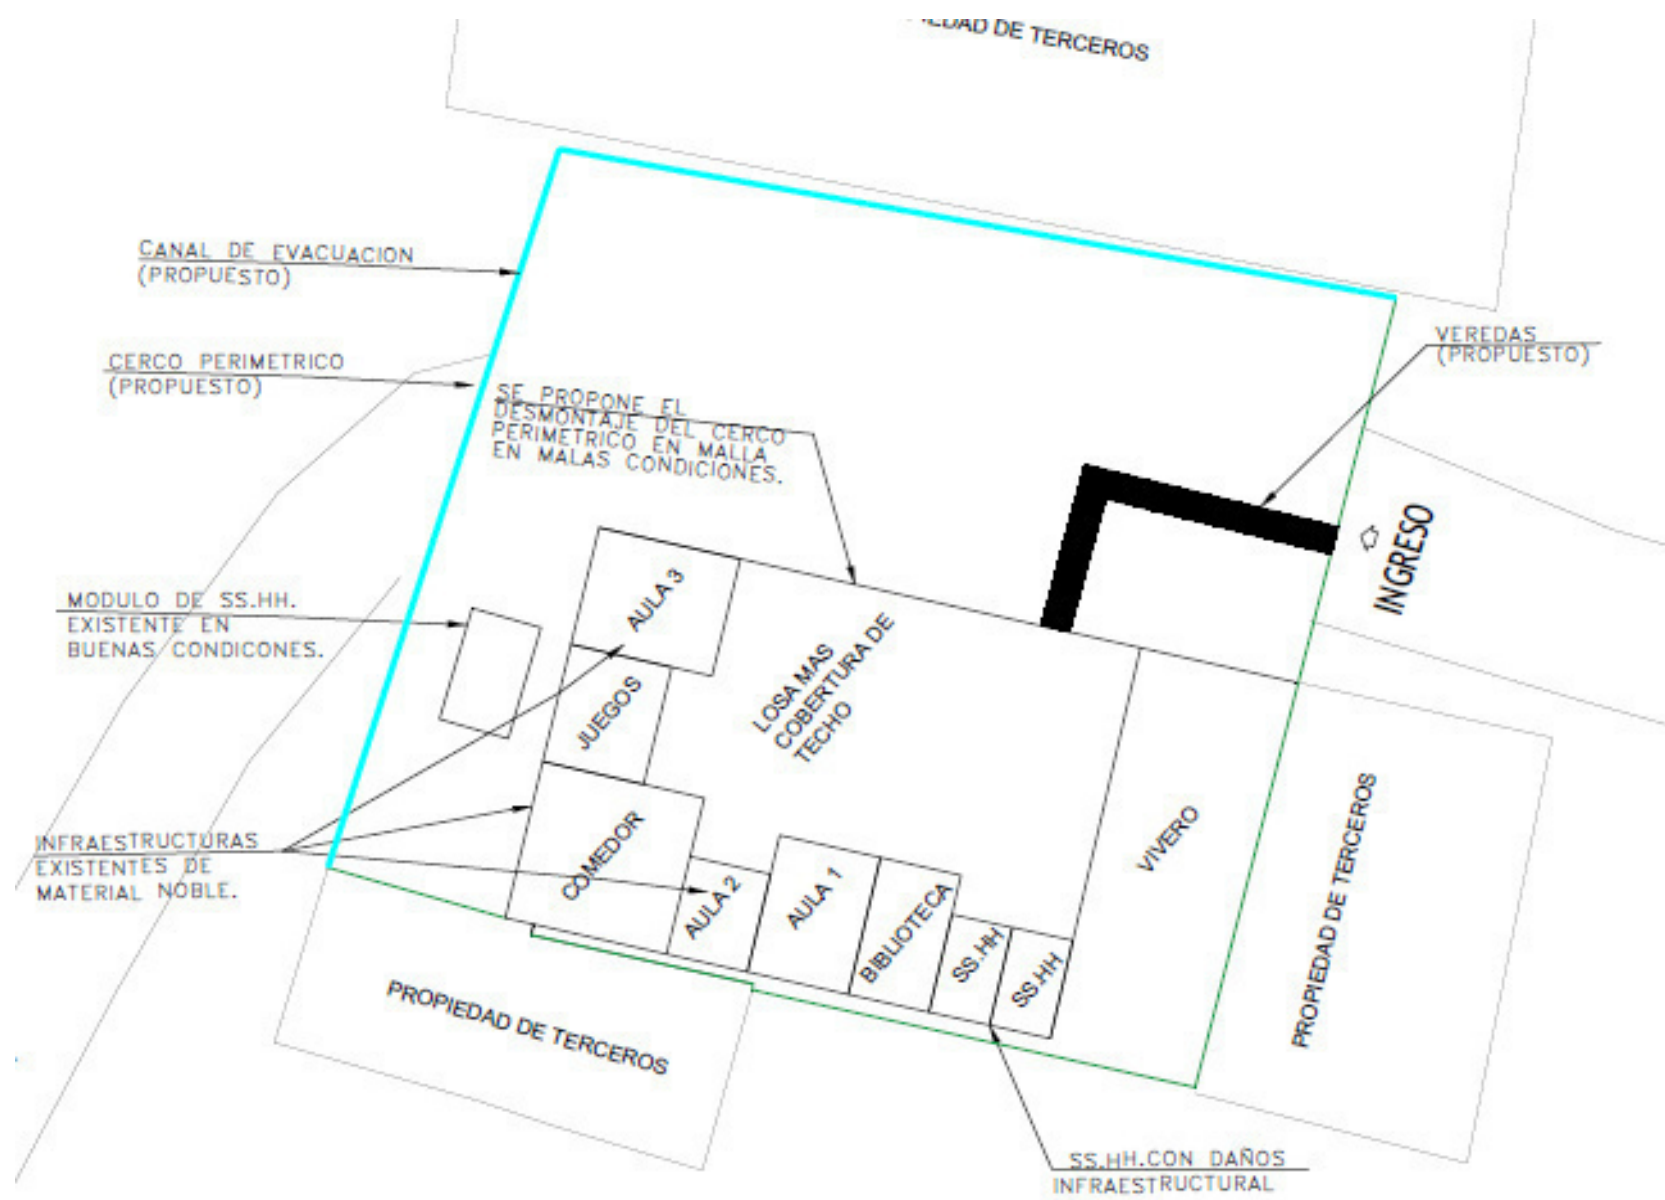 DAD DE TERCEROS
CANAL DE EVACUACION
(PROPUESTO)
CERCO PERIMETRICO
(PROPUESTO)
VEREDAS
(PROPUESTO)
SE PROPONE EL
DESMONTAJE DEL CERCO
PERIMETRICO EN MALLA
EN MALAS CONDICIONES.
INGRESO
MODULO DE SS.HH.
EXISTENTE EN
BUENAS CONDICONES.
AULA 3
JUEGOS
LOSA MAS
COBERTURA DE
TECHO
INFRAESTRUCTURAS
EXISTENTES DE
MATERIAL NOBLE.
COMEDOR
AULA 2
AULA 1
BIBLIOTECA
SS.HH
SS.HH
VIVERO
PROPIEDAD DE TERCEROS
PROPIEDAD DE TERCEROS
SS.HH.CON DAÑOS
INFRAESTRUCTURAL